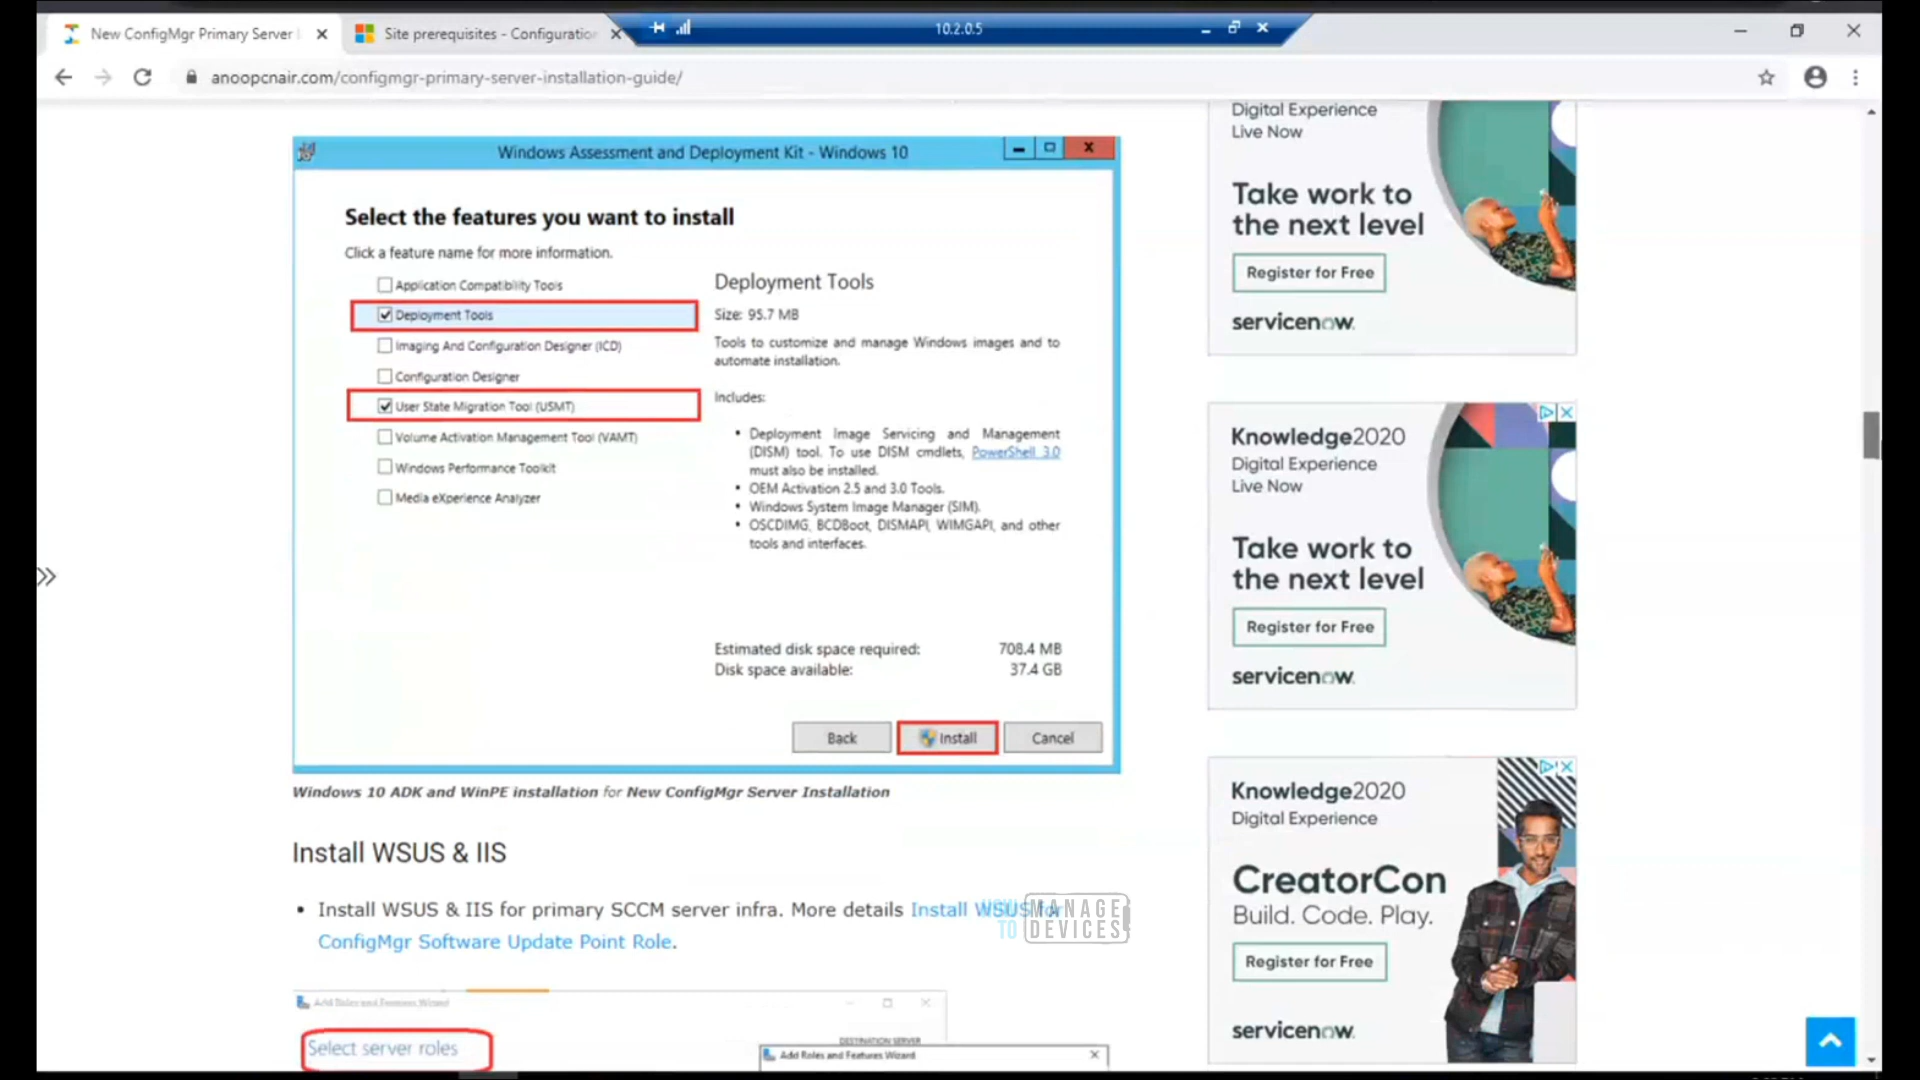 New ConfigMgr Primary Server
Site prerequisites - Configuration
10.2.0.5
anoopcnair.com/configmgr-primary-server-installation-guide/
Windows Assessment and Deployment Kit - Windows 10
Select the features you want to install
Click a feature name for more information.
Application Compatibility Tools
Deployment Tools
Imaging And Configuration Designer (ICD)
Configuration Designer
User State Migration Tool (USMT)
Volume Activation Management Tool (VAMT)
Windows Performance Toolkit
Media eXperience Analyzer
Deployment Tools
Size: 95.7 MB
Tools to customize and manage Windows images and to
automate installation.
Includes:
• Deployment Image Servicing and Management
(DISM) tool. To use DISM cmdlets, PowerShell 3.0
must also be installed.
• OEM Activation 2.5 and 3.0 Tools.
• Windows System Image Manager (SIM).
• OSCDIMG, BCDBoot, DISMAPI, WIMGAPI, and other
tools and interfaces.
Estimated disk space required: 708.4 MB
Disk space available: 37.4 GB
Back
Install
Cancel
Windows 10 ADK and WinPE installation for New ConfigMgr Server Installation
Install WSUS & IIS
• Install WSUS & IIS for primary SCCM server infra. More details Install WSUS for
ConfigMgr Software Update Point Role.
HOW TO
MANAGE
DEVICES
Add Roles and Features Wizard
Select server roles
DESTINATION SERVER
Add Roles and Features Wizard
Digital Experience
Live Now
Take work to
the next level
Register for Free
servicenow.
Knowledge2020
Digital Experience
Live Now
Take work to
the next level
Register for Free
servicenow.
Knowledge2020
Digital Experience
CreatorCon
Build. Code. Play.
Register for Free
servicenow.